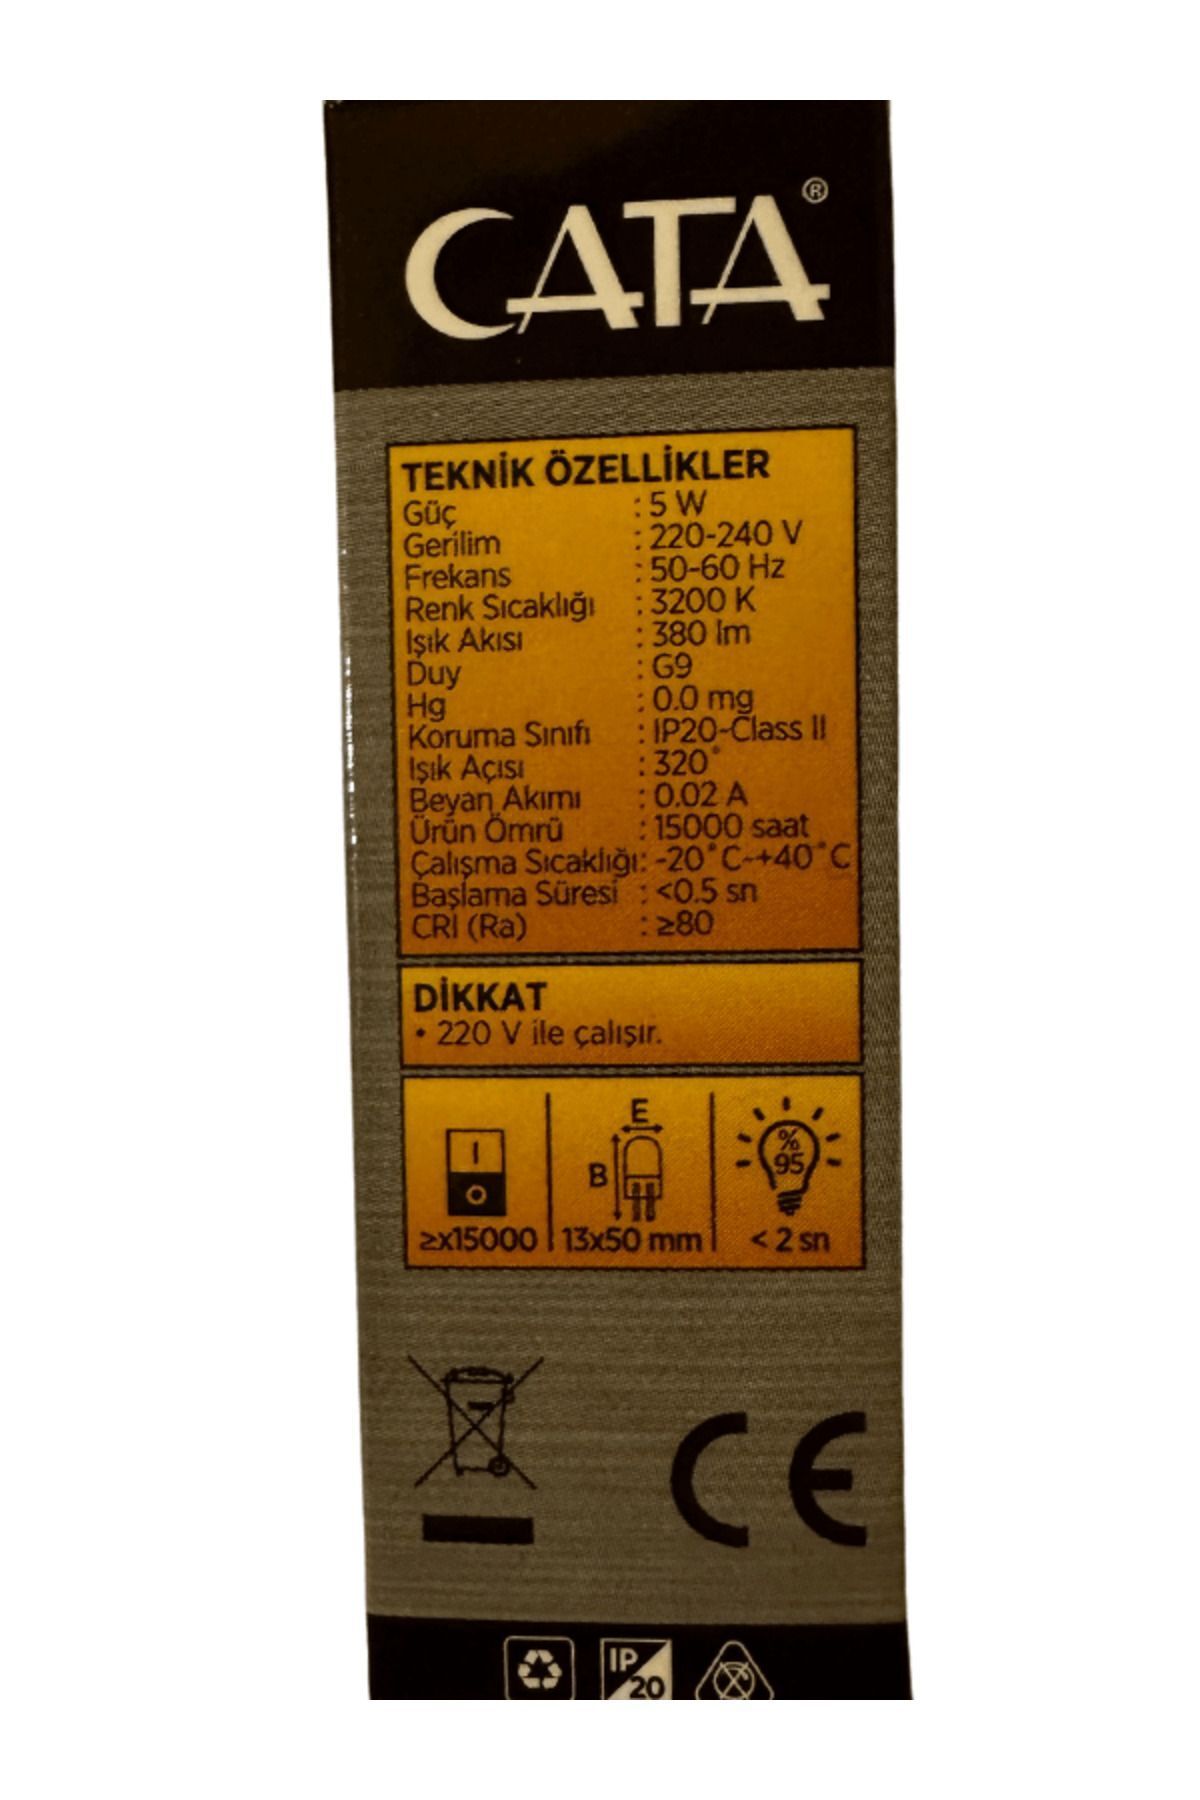 CATA®
TEKNİK ÖZELLİKLER
Güç : 5 W
Gerilim : 220-240 V
Frekans : 50-60 Hz
Renk Sıcaklığı : 3200 K
Işık Akısı : 380 lm
Duy : G9
Hg : 0.0 mg
Koruma Sınıfı : IP20-Class II
Işık Açısı : 320°
Beyan Akımı : 0.02 A
Ürün Ömrü : 15000 saat
Çalışma Sıcaklığı: -20°C~+40°C
Başlama Süresi : <0.5 sn
CRI (Ra) : ≥80
DİKKAT
• 220 V ile çalışır.
I
O
≥x15000
E
B
13x50 mm
%
95
< 2 sn
CE
IP
20